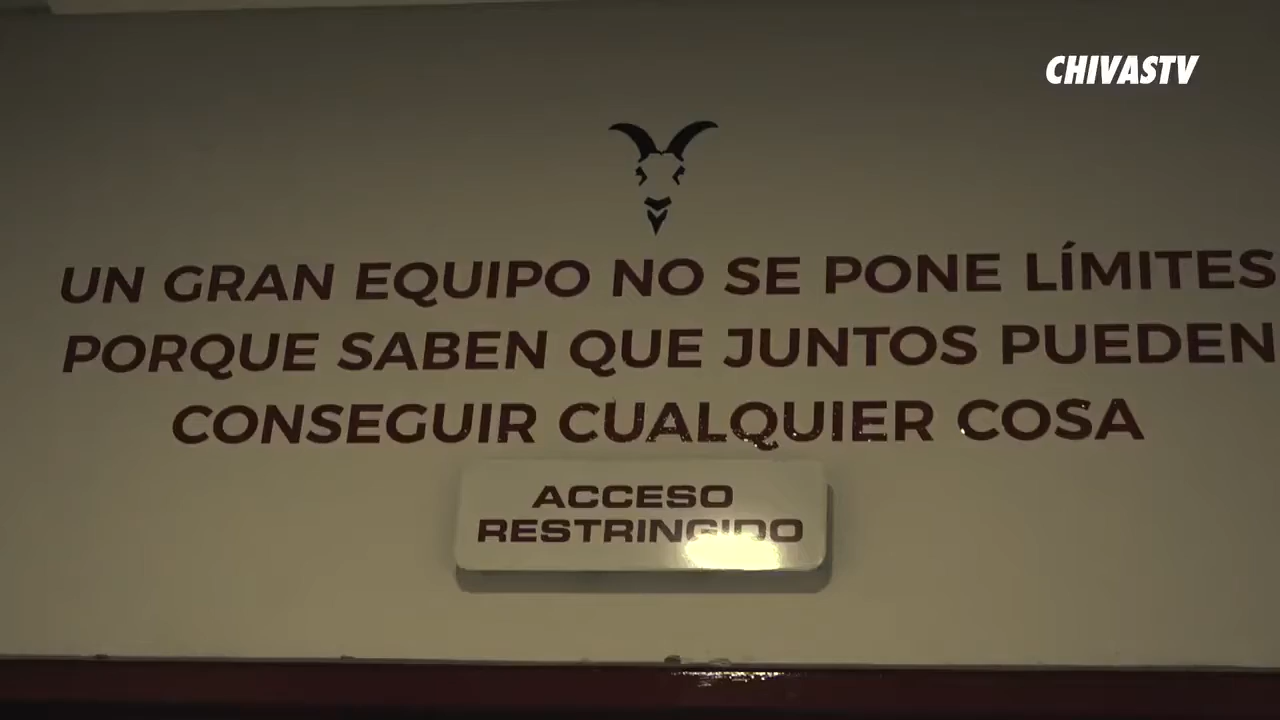 CHIVASTV
UN GRAN EQUIPO NO SE PONE LÍMITES
PORQUE SABEN QUE JUNTOS PUEDEN
CONSEGUIR CUALQUIER COSA
ACCESO
RESTRINGIDO